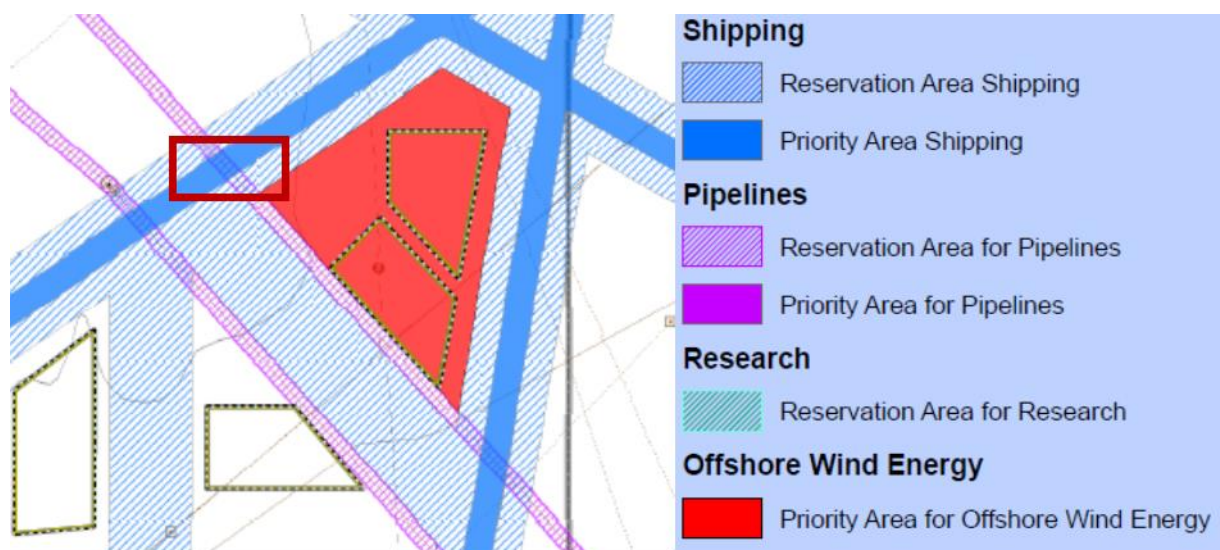 Shipping
Reservation Area Shipping
Priority Area Shipping
Pipelines
Reservation Area for Pipelines
Priority Area for Pipelines
Research
Reservation Area for Research
Offshore Wind Energy
Priority Area for Offshore Wind Energy